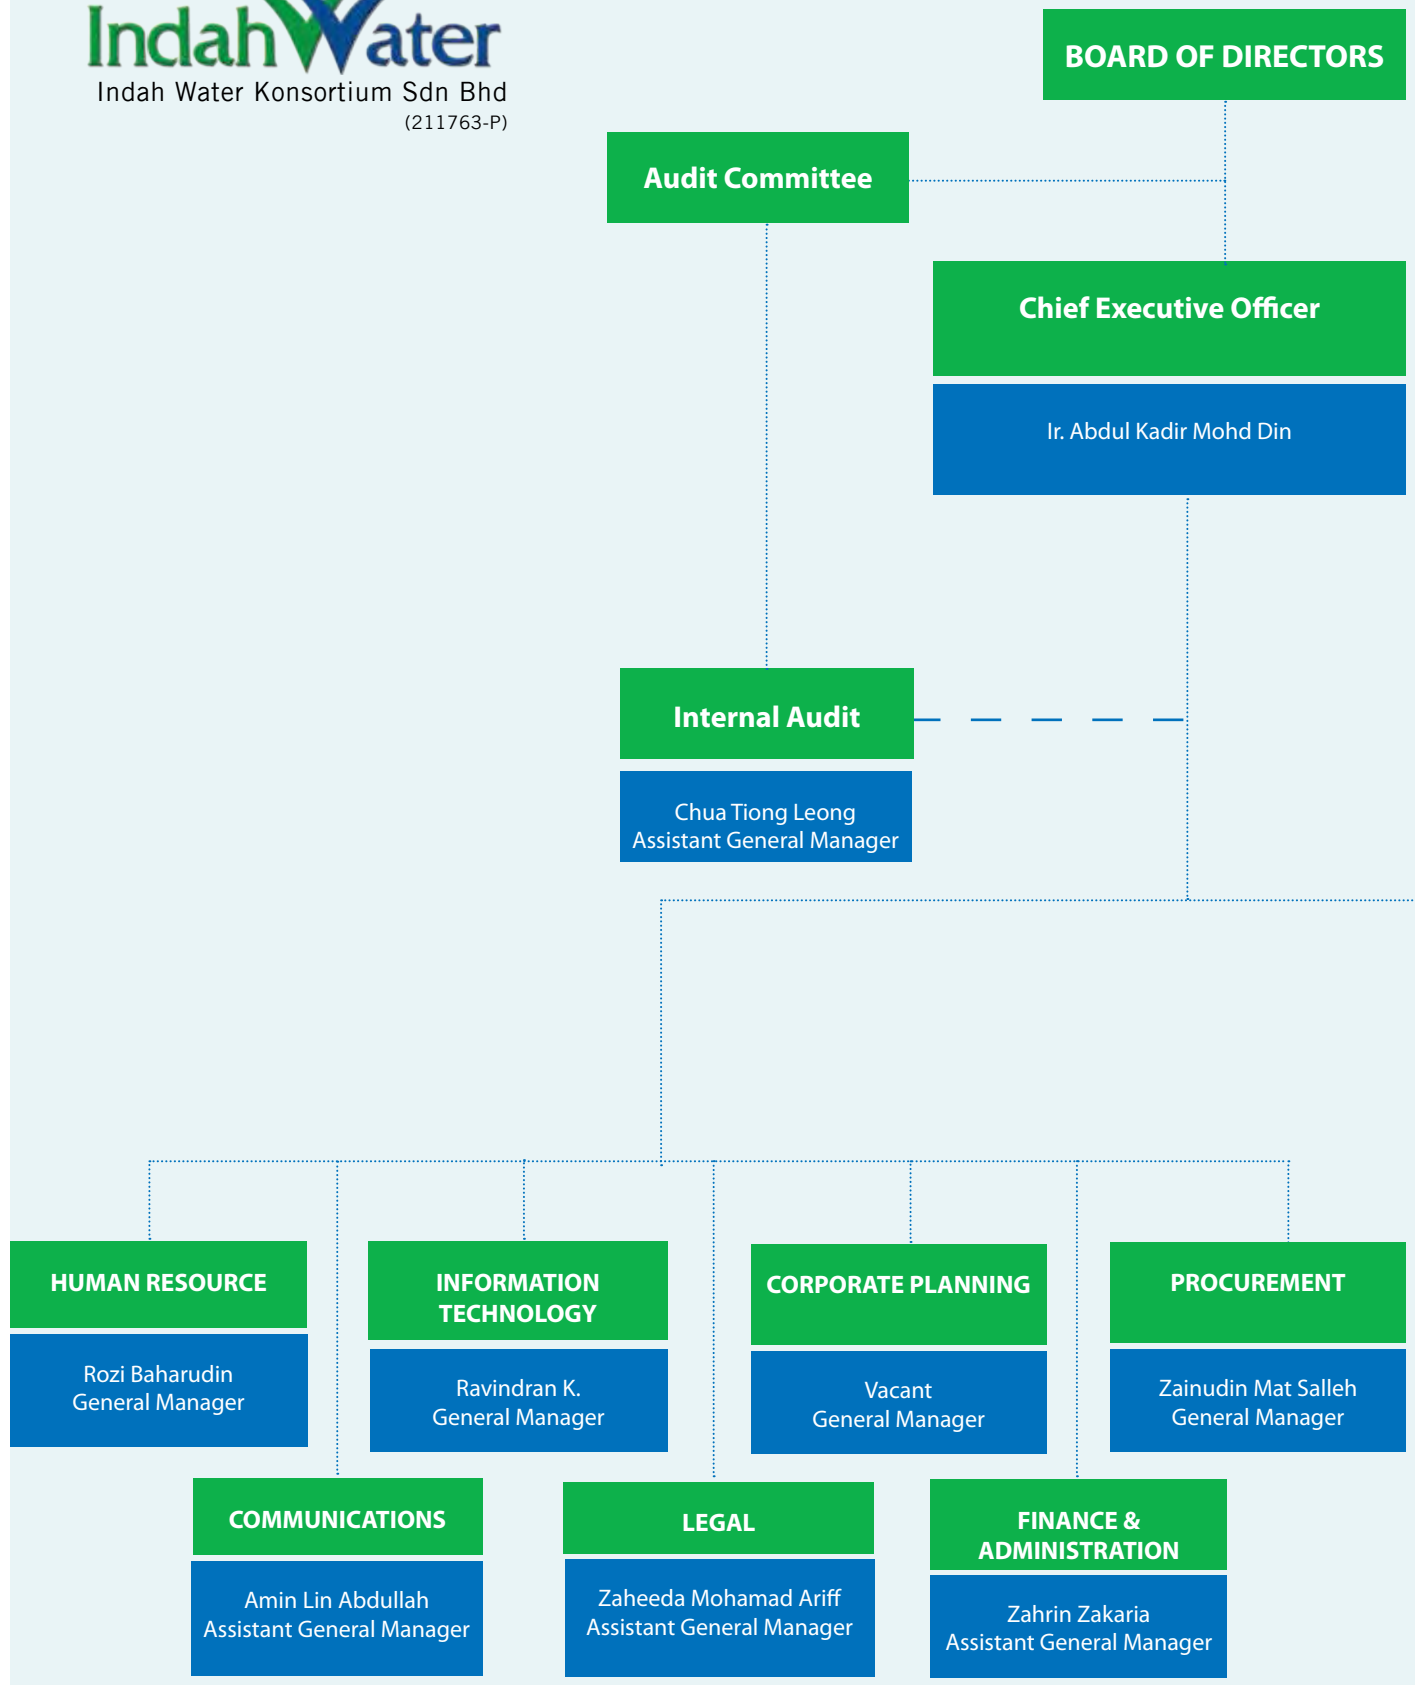 IndahWater
Indah Water Konsortium Sdn Bhd
(211763-P)
BOARD OF DIRECTORS
Audit Committee
Chief Executive Officer
Ir. Abdul Kadir Mohd Din
Internal Audit
Chua Tiong Leong
Assistant General Manager
HUMAN RESOURCE
Rozi Baharudin
General Manager
INFORMATION
TECHNOLOGY
Ravindran K.
General Manager
CORPORATE PLANNING
Vacant
General Manager
PROCUREMENT
Zainudin Mat Salleh
General Manager
COMMUNICATIONS
Amin Lin Abdullah
Assistant General Manager
LEGAL
Zaheeda Mohamad Ariff
Assistant General Manager
FINANCE &
ADMINISTRATION
Zahrin Zakaria
Assistant General Manager